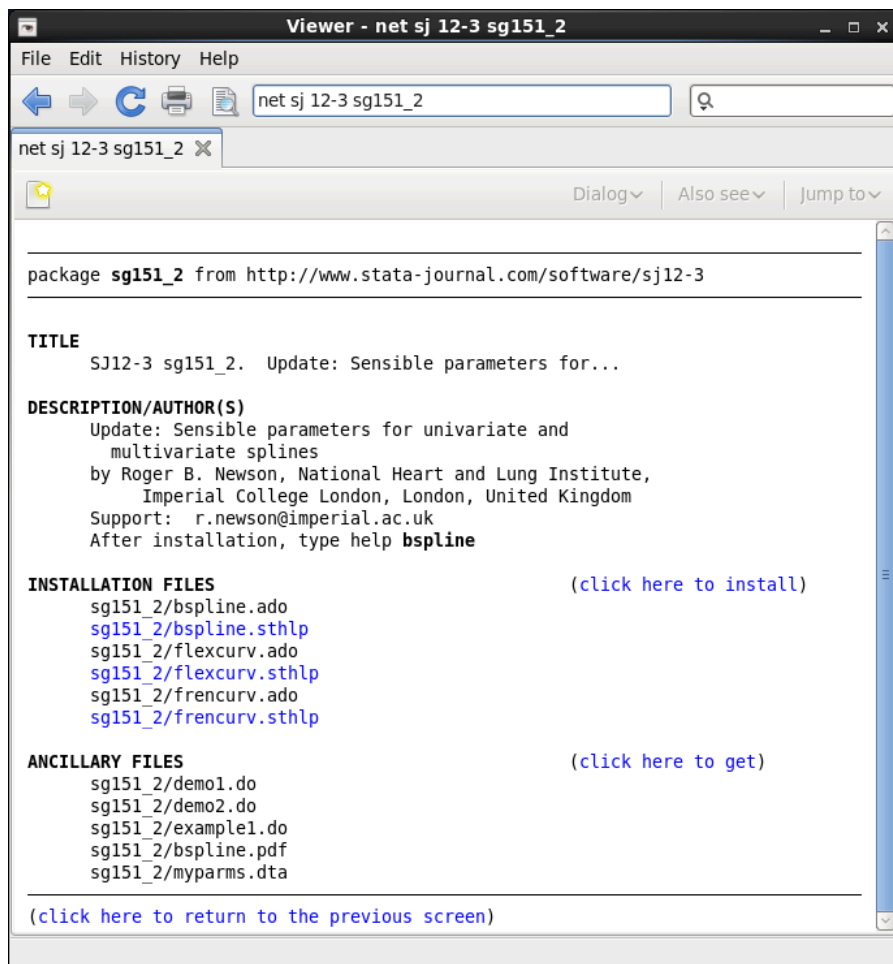 Viewer - net sj 12-3 sg151_2
File Edit History Help
net sj 12-3 sg151_2
net sj 12-3 sg151_2
Dialog Also see Jump to
package sg151_2 from http://www.stata-journal.com/software/sj12-3
TITLE
SJ12-3 sg151_2. Update: Sensible parameters for...
DESCRIPTION/AUTHOR(S)
Update: Sensible parameters for univariate and
multivariate splines
by Roger B. Newson, National Heart and Lung Institute,
Imperial College London, London, United Kingdom
Support: r.newson@imperial.ac.uk
After installation, type help bspline
INSTALLATION FILES (click here to install)
sg151_2/bspline.ado
sg151_2/bspline.sthlp
sg151_2/flexcurv.ado
sg151_2/flexcurv.sthlp
sg151_2/frencurv.ado
sg151_2/frencurv.sthlp
ANCILLARY FILES (click here to get)
sg151_2/demo1.do
sg151_2/demo2.do
sg151_2/example1.do
sg151_2/bspline.pdf
sg151_2/myparms.dta
(click here to return to the previous screen)